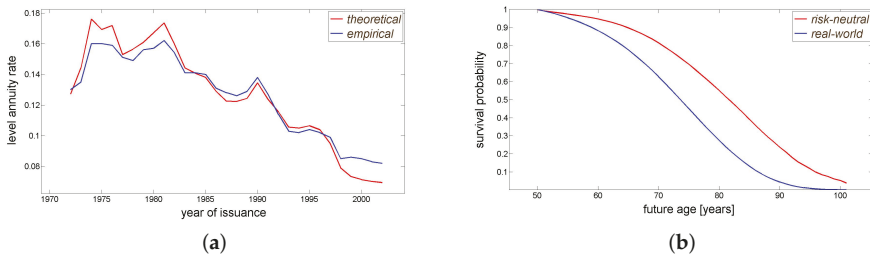 0.18
0.16
0.14
0.12
0.1
0.08
level annuity rate
theoretical
empirical
1970
1975
1980
1985
1990
1995
2000
year of issuance
(a)
1
0.9
0.8
0.7
0.6
0.5
0.4
0.3
0.2
0.1
survival probability
risk-neutral
real-world
50
60
70
80
90
100
future age [years]
(b)